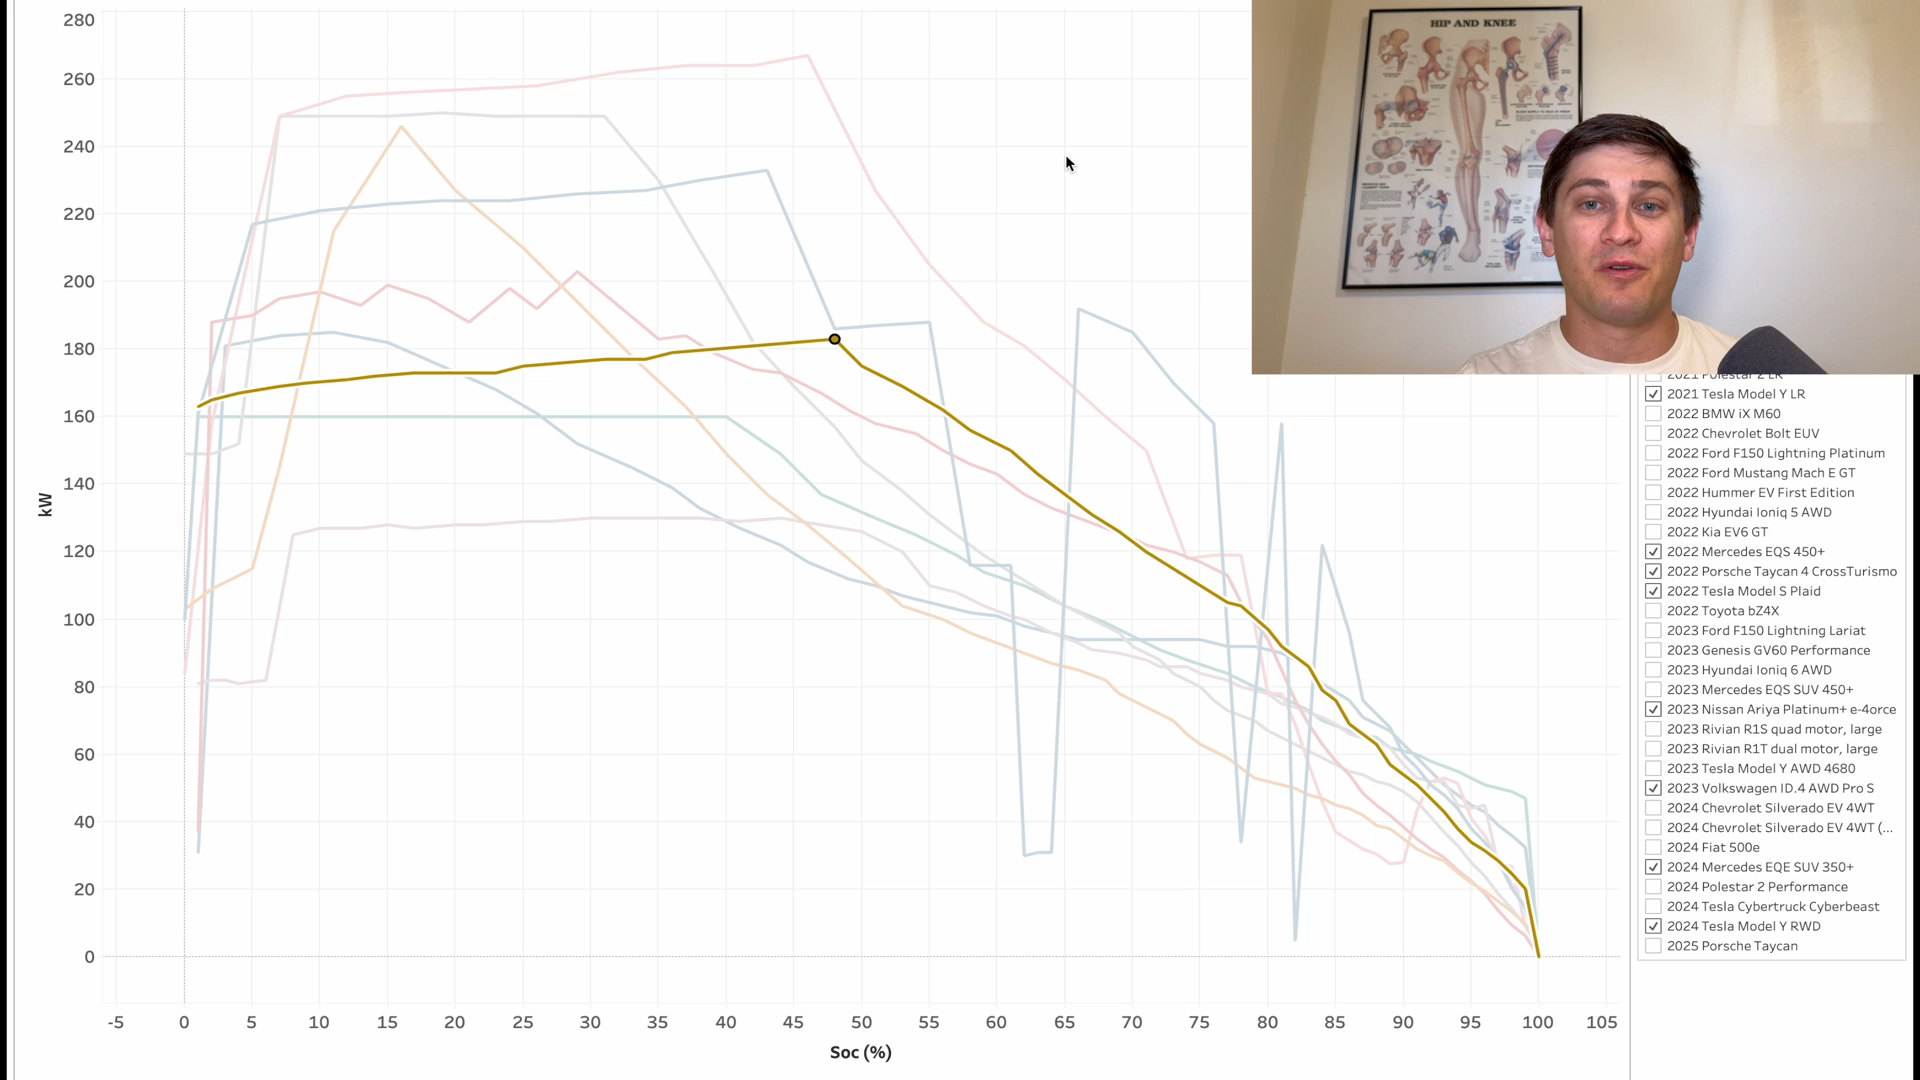 HIP AND KNEE
280
260
240
220
200
180
160
140
120
100
80
60
40
20
0
kW
-5 0 5 10 15 20 25 30 35 40 45 50 55 60 65 70 75 80 85 90 95 100 105
Soc (%)
2021 Polestar 2 LR
2021 Tesla Model Y LR
2022 BMW iX M60
2022 Chevrolet Bolt EUV
2022 Ford F150 Lightning Platinum
2022 Ford Mustang Mach E GT
2022 Hummer EV First Edition
2022 Hyundai Ioniq 5 AWD
2022 Kia EV6 GT
2022 Mercedes EQS 450+
2022 Porsche Taycan 4 CrossTurismo
2022 Tesla Model S Plaid
2022 Toyota bZ4X
2023 Ford F150 Lightning Lariat
2023 Genesis GV60 Performance
2023 Hyundai Ioniq 6 AWD
2023 Mercedes EQS SUV 450+
2023 Nissan Ariya Platinum+ e-4orce
2023 Rivian R1S quad motor, large
2023 Rivian R1T dual motor, large
2023 Tesla Model Y AWD 4680
2023 Volkswagen ID.4 AWD Pro S
2024 Chevrolet Silverado EV 4WT
2024 Chevrolet Silverado EV 4WT (...
2024 Fiat 500e
2024 Mercedes EQE SUV 350+
2024 Polestar 2 Performance
2024 Tesla Cybertruck Cyberbeast
2024 Tesla Model Y RWD
2025 Porsche Taycan